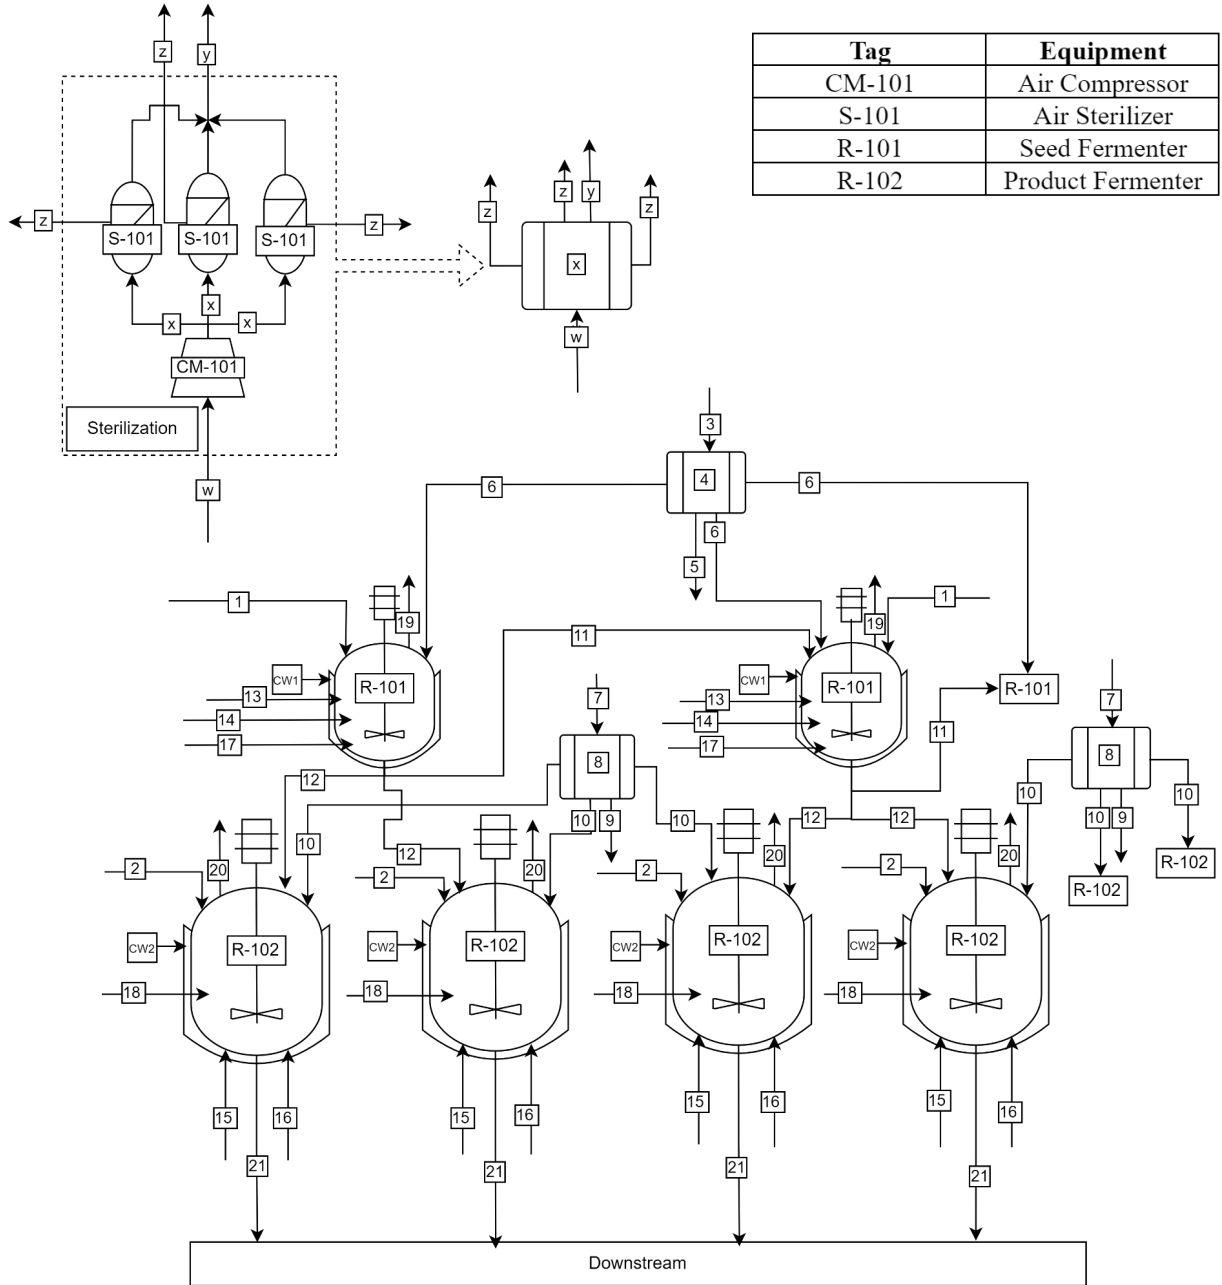 Tag Equipment
CM-101 Air Compressor
S-101 Air Sterilizer
R-101 Seed Fermenter
R-102 Product Fermenter
z y
z S-101 S-101 S-101 z
x x x
CM-101
Sterilization
w
z z y z
x
w
3
4
6 6
6
5
1 19 19 1
11
CW1 R-101 CW1 R-101 R-101
13 13
14 14
17 17
7 7
11
8 8
12
10 9 10 12 12 10 10 9 10
10 12
2 20 2 20 2 20 2 20
R-102 R-102
CW2 R-102 CW2 R-102 CW2 R-102 CW2 R-102
18 18 18 18
15 16 15 16 15 16 15 16
21 21 21 21
Downstream